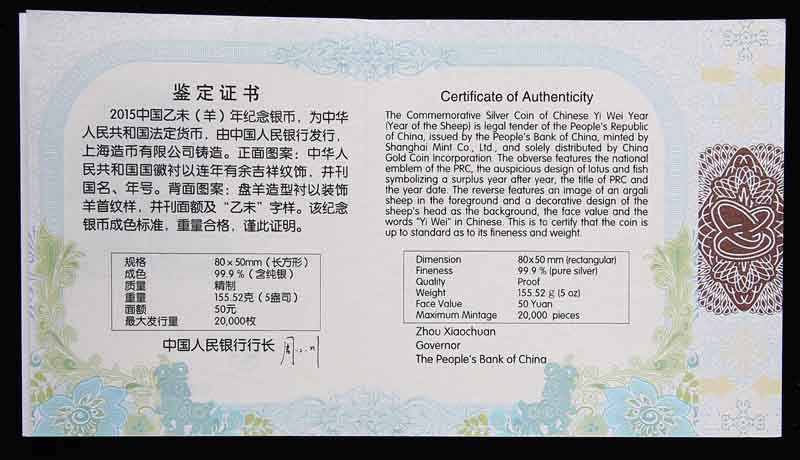 鉴定证书
2015中国乙未（羊）年纪念银币，为中华
人民共和国法定货币，由中国人民银行发行，
上海造币有限公司铸造。正面图案：中华人
民共和国国徽衬以连年有余吉祥纹饰，并刊
国名、年号。背面图案：盘羊造型衬以装饰
羊首纹样，并刊面额及“乙未”字样。该纪念
银币成色标准，重量合格，谨此证明。
规格 80×50mm（长方形）
成色 99.9%（含纯银）
质量 精制
重量 155.52克（5盎司）
面额 50元
最大发行量 20,000枚
中国人民银行行长
Certificate of Authenticity
The Commemorative Silver Coin of Chinese Yi Wei Year
(Year of the Sheep) is legal tender of the People's Republic
of China, issued by the People's Bank of China, minted by
Shanghai Mint Co., Ltd., and solely distributed by China
Gold Coin Incorporation. The obverse features the national
emblem of the PRC, the auspicious design of lotus and fish
symbolizing a surplus year after year, the title of PRC and
the year date. The reverse features an image of an argali
sheep in the foreground and a decorative design of the
sheep's head as the background, the face value and the
words "Yi Wei" in Chinese. This is to certify that the coin is
up to standard as to its fineness and weight.
Dimension 80×50 mm (rectangular)
Fineness 99.9 % (pure silver)
Quality Proof
Weight 155.52 g (5 oz)
Face Value 50 Yuan
Maximum Mintage 20,000 pieces
Zhou Xiaochuan
Governor
The People's Bank of China